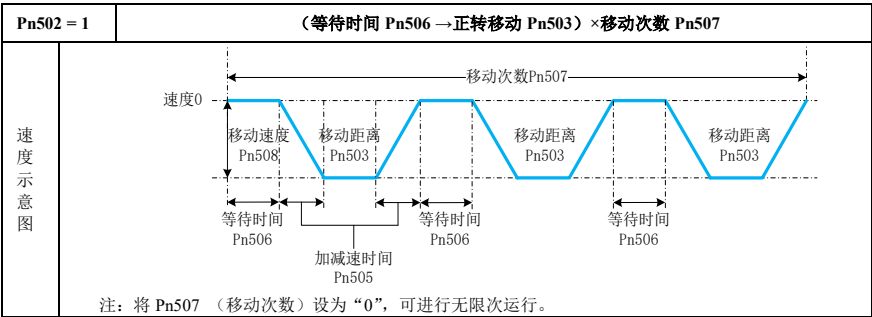 Pn502 = 1
（等待时间 Pn506 →正转移动 Pn503）×移动次数 Pn507
速度示意图
移动次数Pn507
速度0
移动速度
Pn508
移动距离
Pn503
移动距离
Pn503
移动距离
Pn503
等待时间
Pn506
等待时间
Pn506
等待时间
Pn506
加减速时间
Pn505
注：将 Pn507 （移动次数）设为“0”，可进行无限次运行。